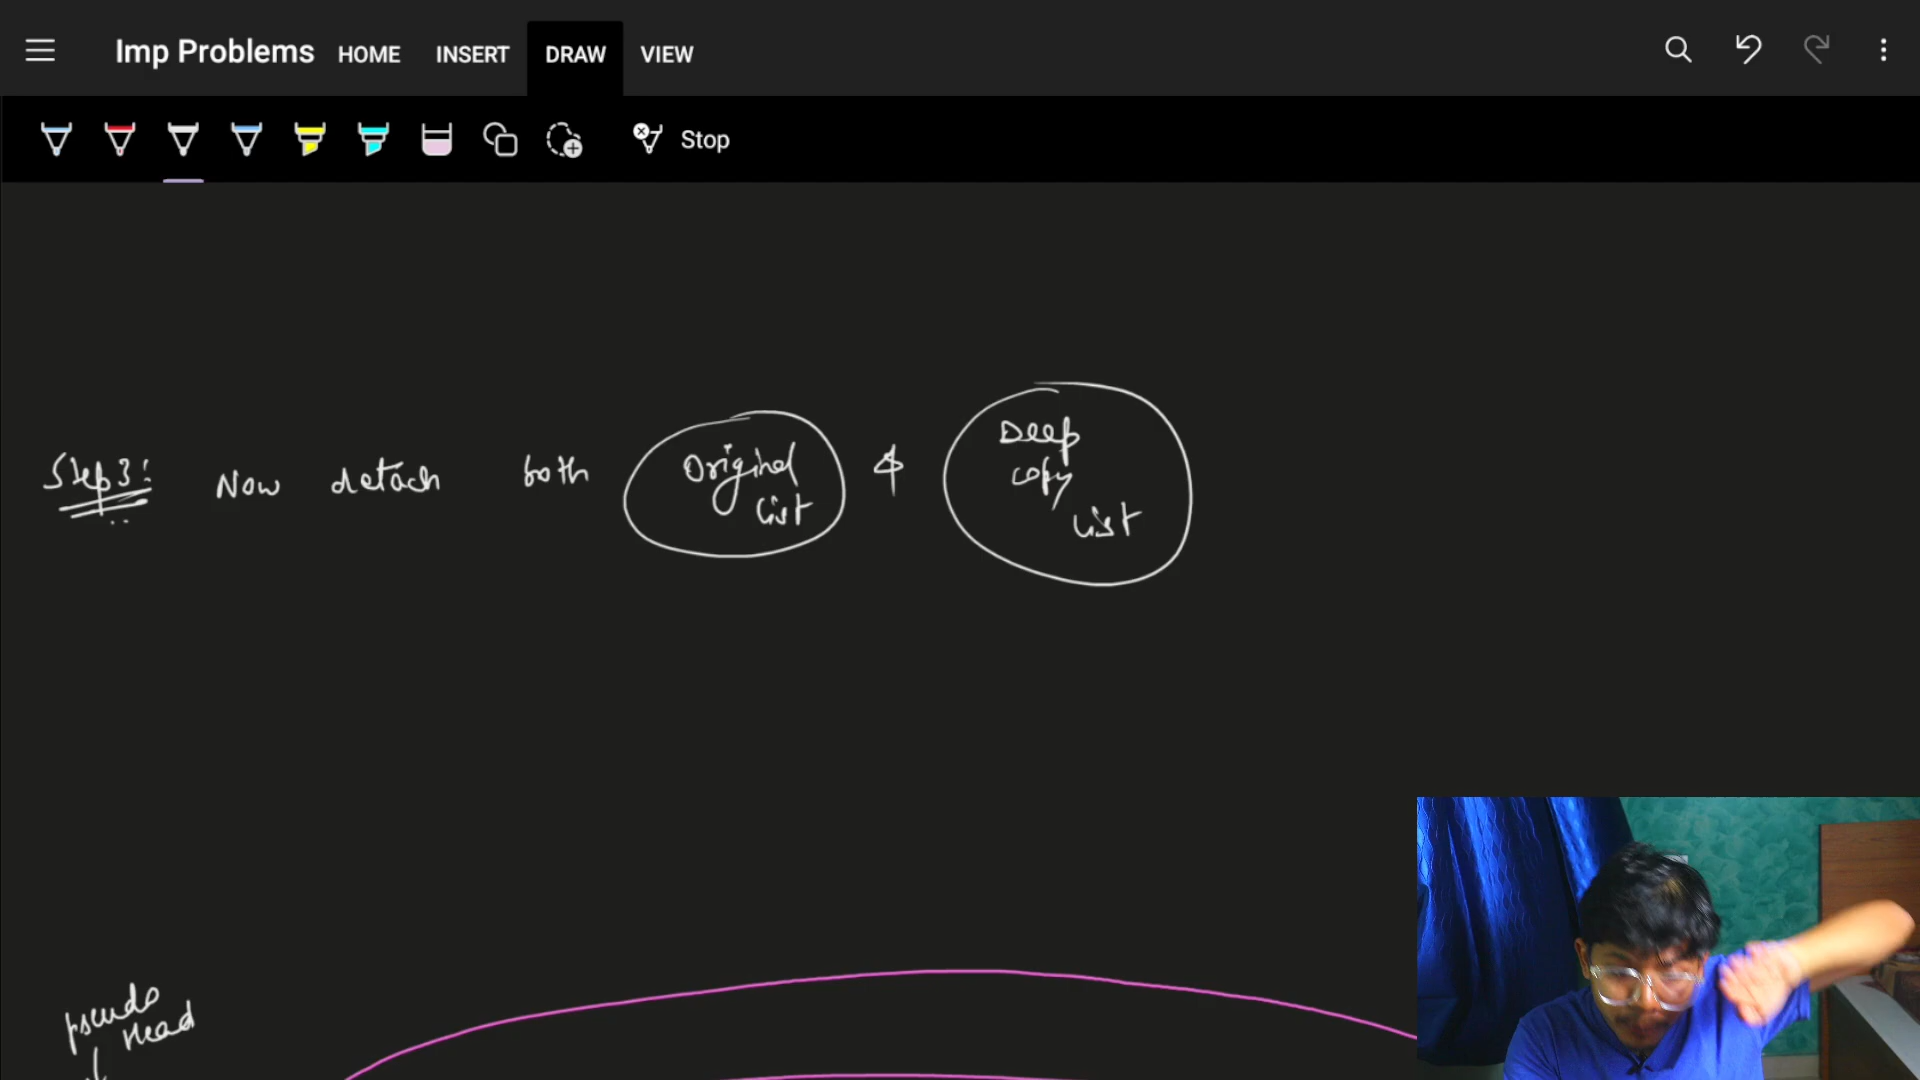 Imp Problems HOME INSERT DRAW VIEW
Stop
Step 3: Now detach both Original List & Deep copy List
pseudo Head